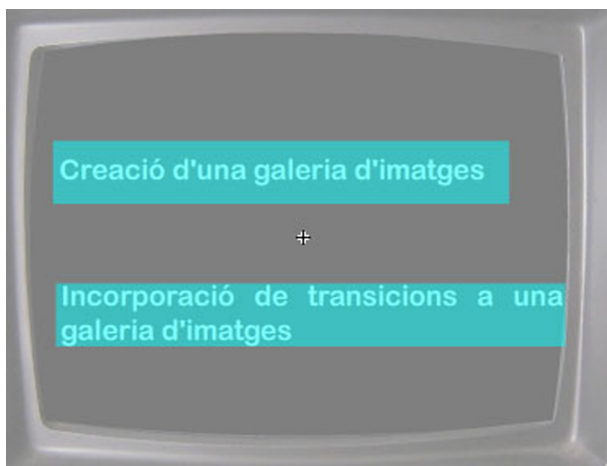 Creació d'una galeria d'imatges
Incorporació de transicions a una
galeria d'imatges